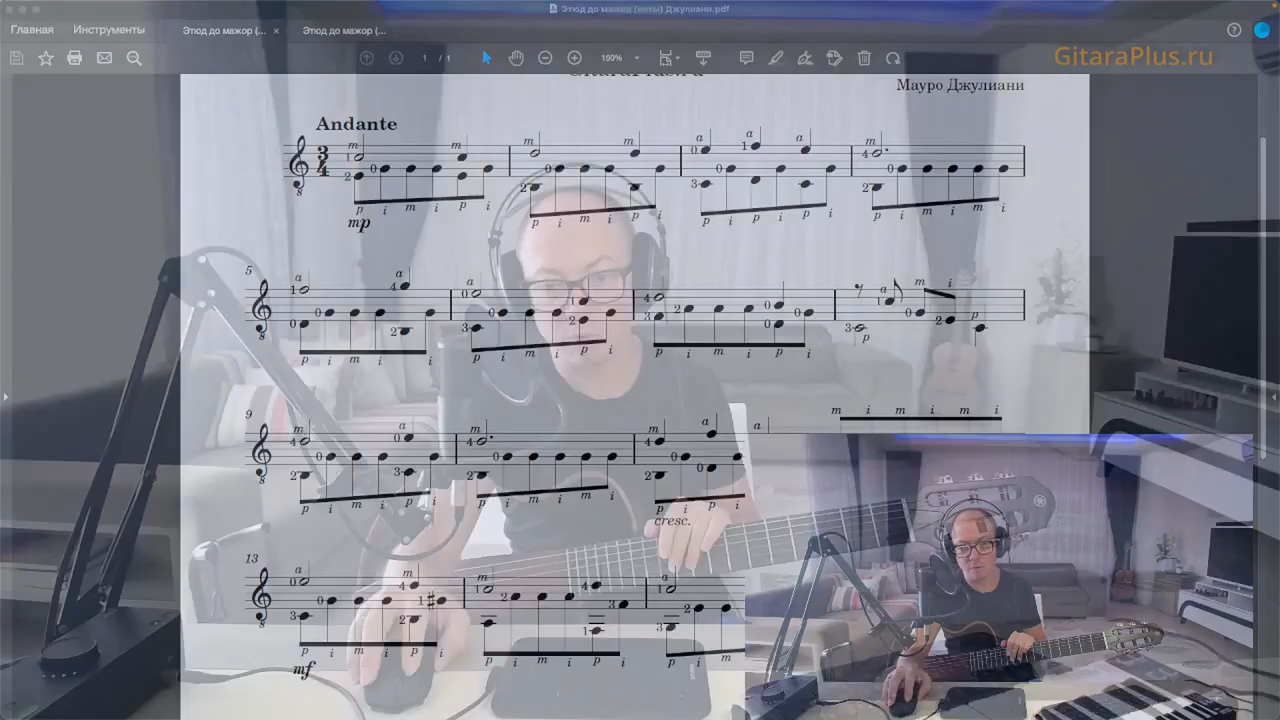 Этюд до мажор (ноты) Джулиани.pdf
Главная Инструменты Этюд до мажор (... × Этюд до мажор (...
1 / 1 150%
GitaraPlus.ru
Мауро Джулиани
Andante
m m m m a a a m
p i m i p i p i m i p i p i p i p i p i m i m i
mp
5
a a a
p i m i i p i m i p i p i m i p i a m i p p
9
m a m m a a m i m i m i
p i m i p i p i m i m i p i p i
cresc.
13
a m m a
p i m i p i p i m i p i p i m
mf